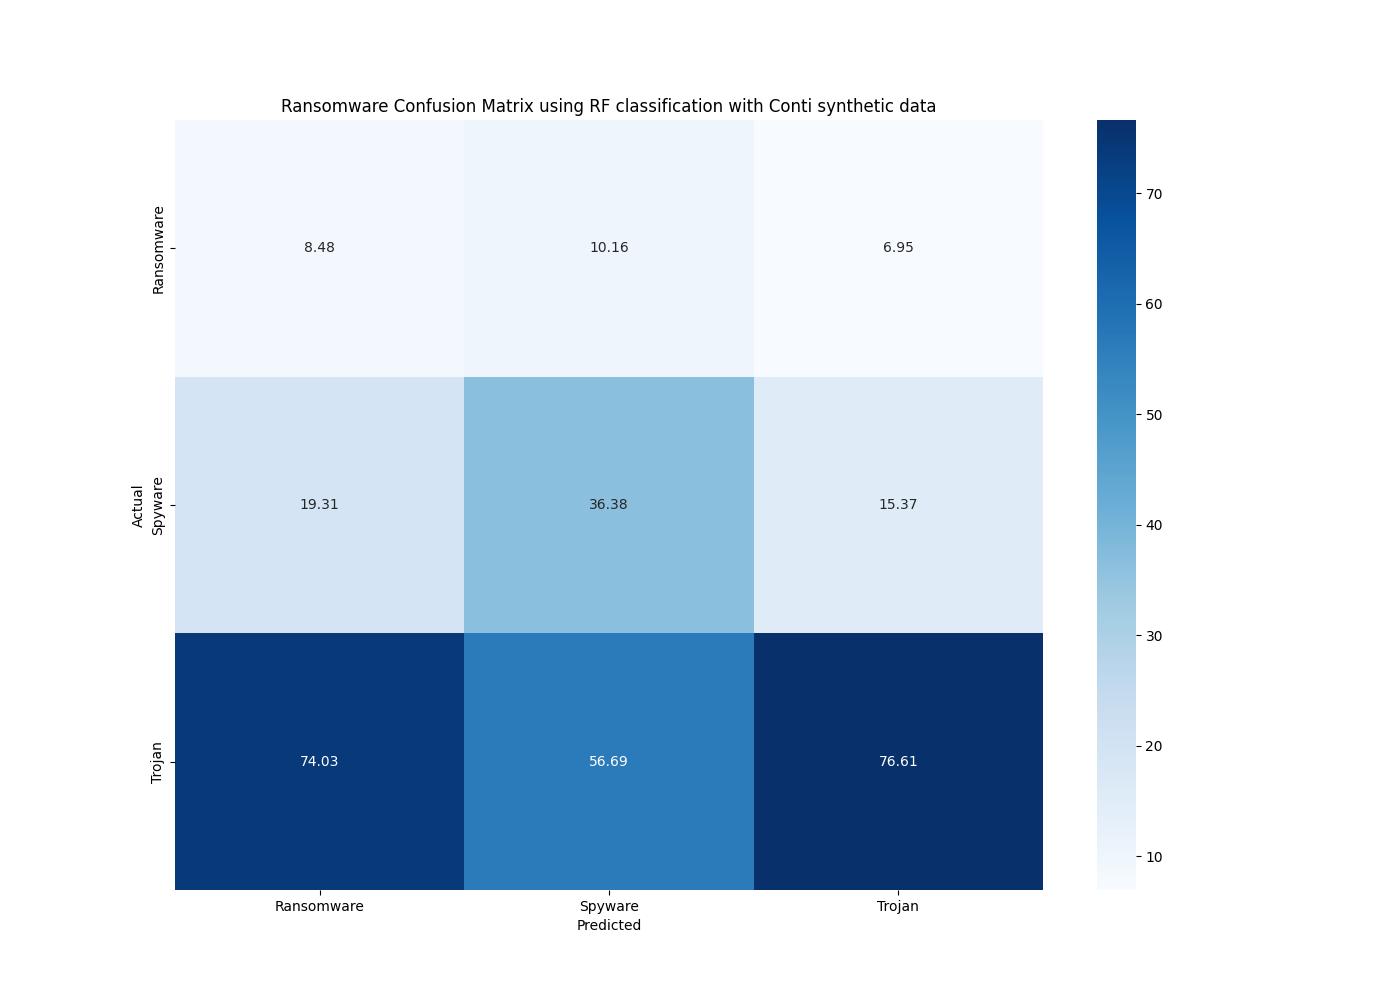 Ransomware Confusion Matrix using RF classification with Conti synthetic data
Actual
Ransomware
8.48 10.16 6.95
Spyware
19.31 36.38 15.37
Trojan
74.03 56.69 76.61
Ransomware Spyware Trojan
Predicted
70
60
50
40
30
20
10